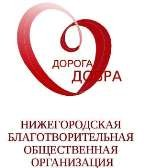 ДОРОГА
ДОБРА
НИЖЕГОРОДСКАЯ
БЛАГОТВОРИТЕЛЬНАЯ
ОБЩЕСТВЕННАЯ
ОРГАНИЗАЦИЯ